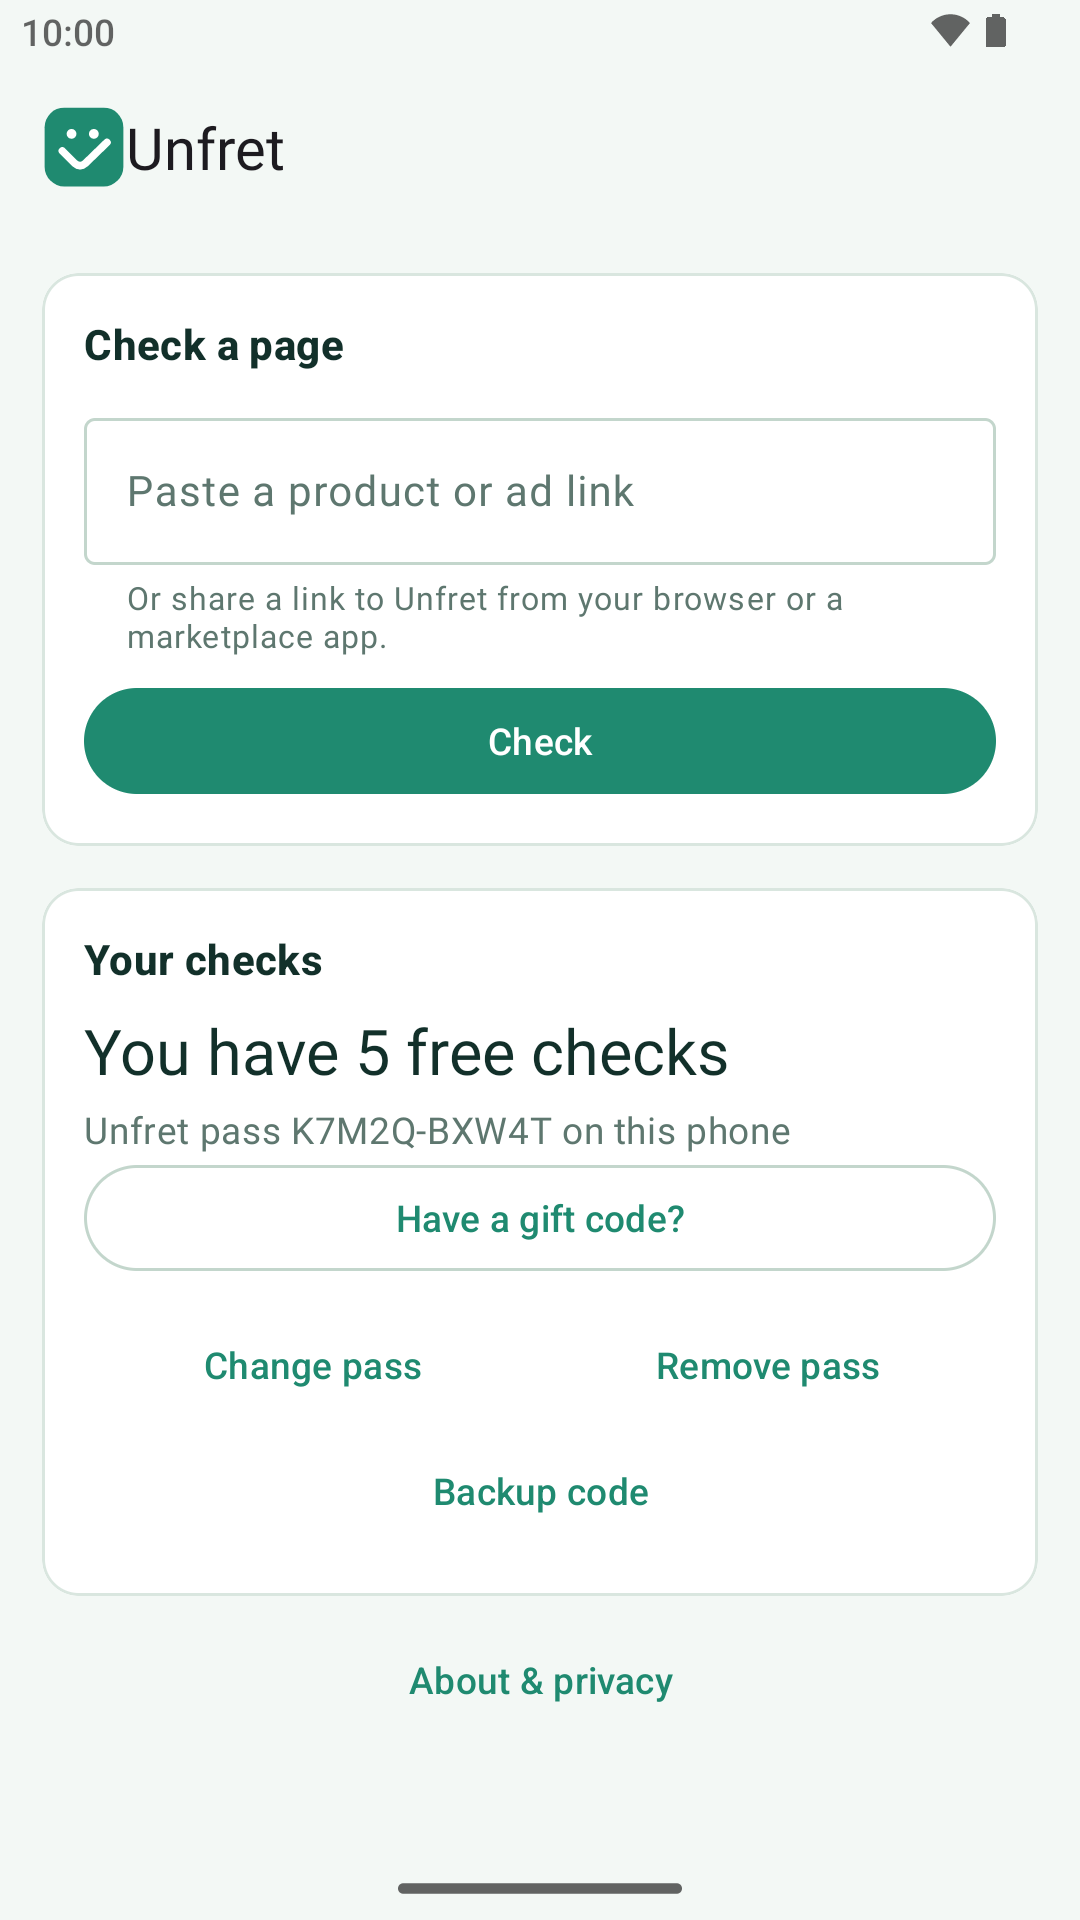 10:00
Unfret
Check a page
Paste a product or ad link
Or share a link to Unfret from your browser or a
marketplace app.
Check
Your checks
You have 5 free checks
Unfret pass K7M2Q-BXW4T on this phone
Have a gift code?
Change pass
Remove pass
Backup code
About & privacy